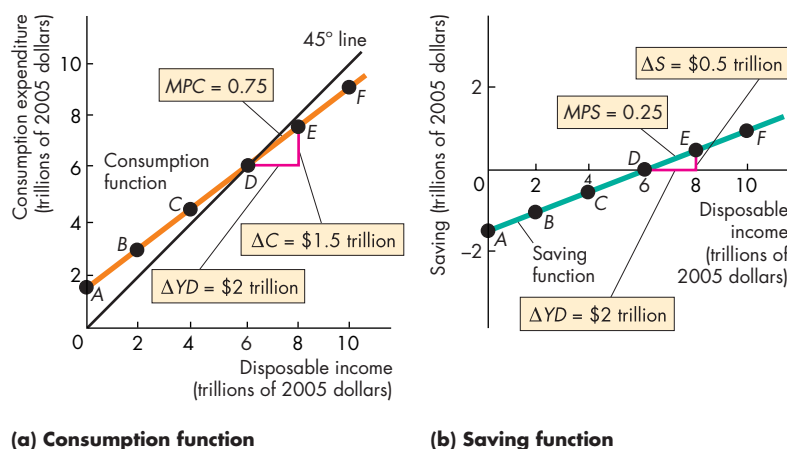 Consumption expenditure
(trillions of 2005 dollars)
45° line
10
8
6
4
2
0
2
4
6
8
10
MPC = 0.75
Consumption
function
A
B
C
D
E
F
ΔC = $1.5 trillion
ΔYD = $2 trillion
Disposable income
(trillions of 2005 dollars)
(a) Consumption function
Saving (trillions of 2005 dollars)
2
0
–2
2
4
6
8
10
ΔS = $0.5 trillion
MPS = 0.25
A
B
C
D
E
F
Saving
function
Disposable
income
(trillions of
2005 dollars)
ΔYD = $2 trillion
(b) Saving function